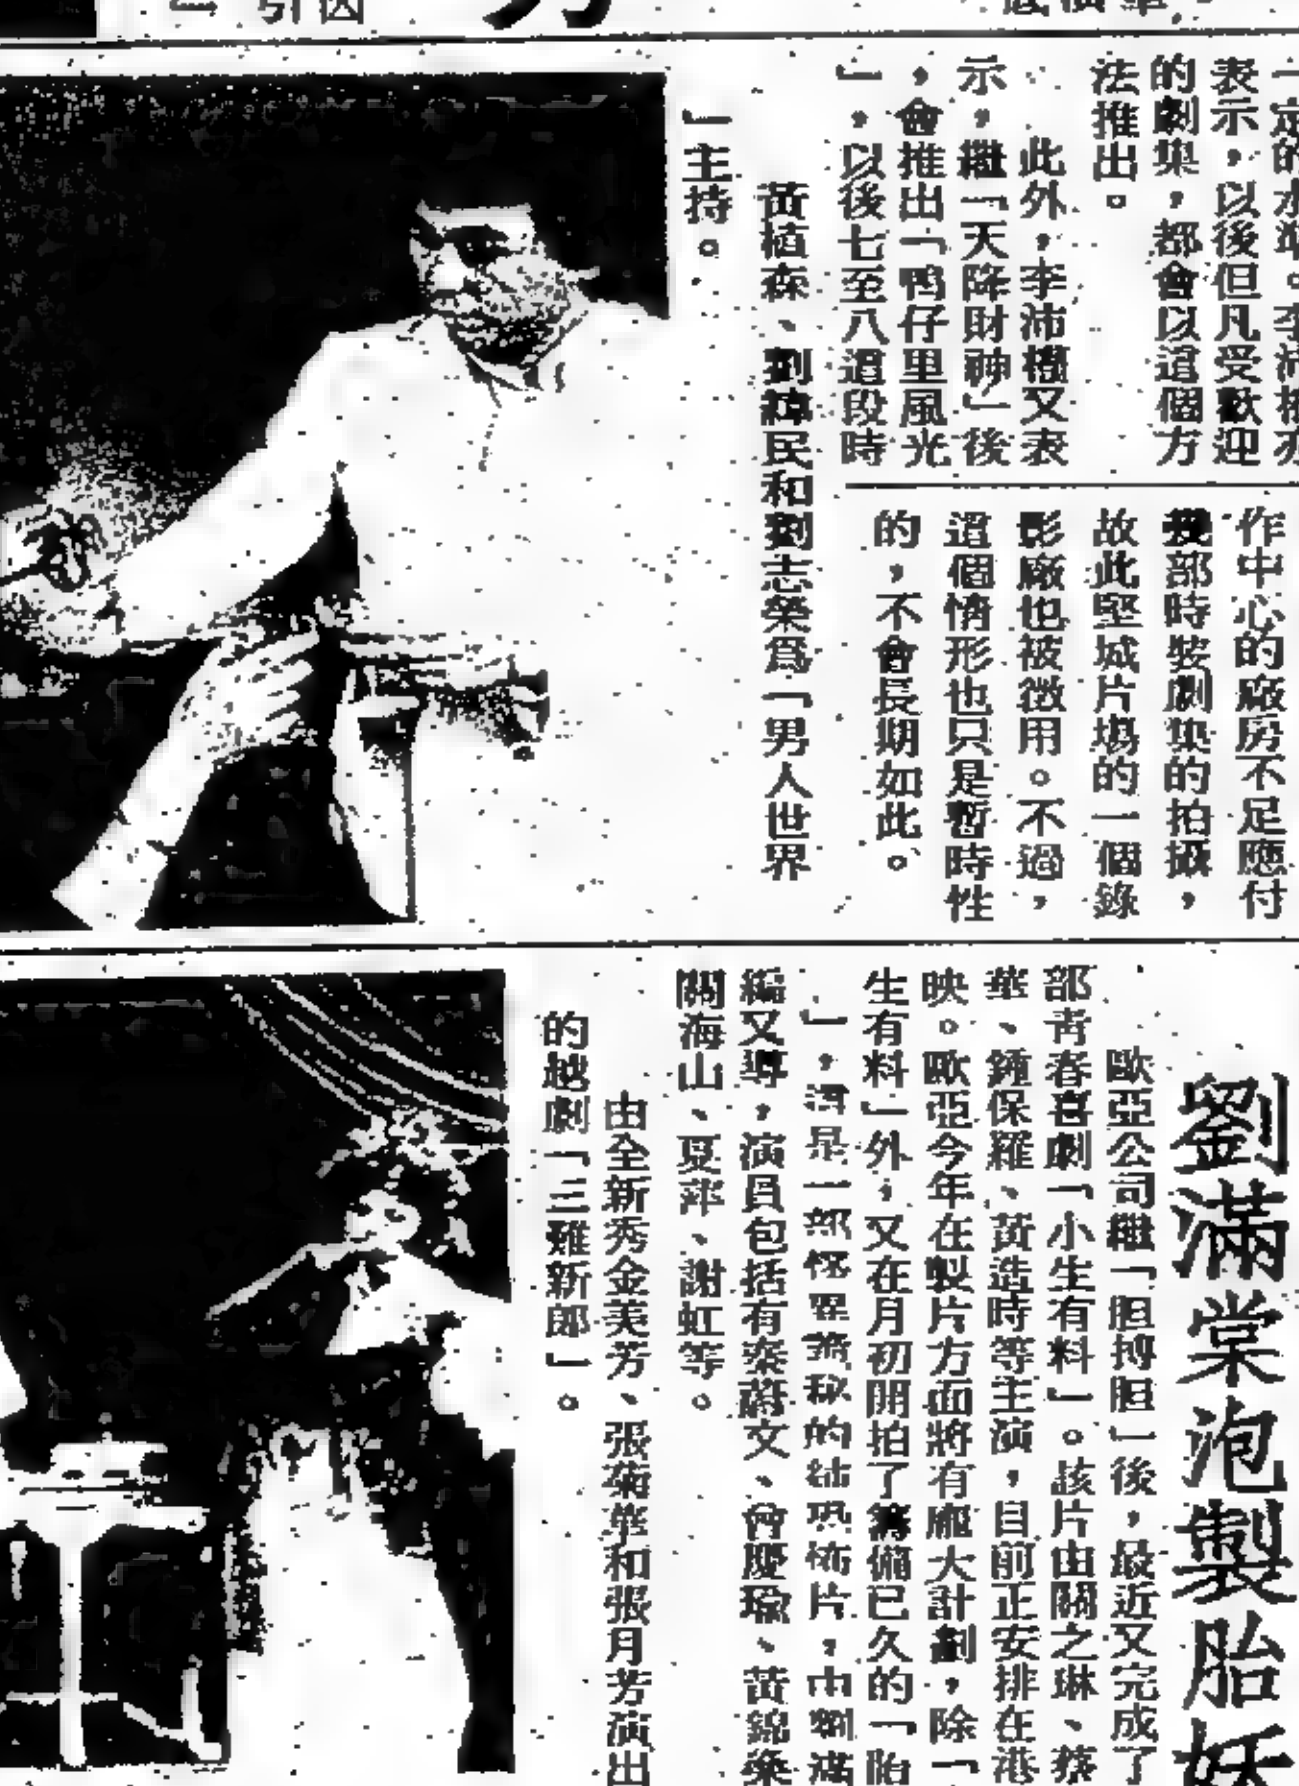 表示，以後但凡受歡迎
的劇集，都會以這個方
法推出。
此外，李沛權又表
示，繼「天降財神」後
，會推出「鴨仔里風光
」，以後七至八這段時
作中心的廠房不足應付
部時裝劇集的拍攝，
故此堅城片場的一個錄
影廠也被徵用。不過，
這個情形也只是暫時性
的，不會長期如此。
黃植森、劉緯民和劉志榮爲「男人世界
」主持。
劉滿棠泡製胎妖
歐亞公司繼「胆搏胆」後，最近又完成了
部青春喜劇「小生有料」。該片由關之琳、蔡
華、鍾保羅、黃造時等主演，目前正安排在港
映。歐亞今年在製片方面將有龐大計劃，除「
生有料」外，又在月初開拍了籌備已久的「胎
」，這是一部怪異的恐怖片，由劉滿
編又導，演員包括有秦蔚文、曾慶瑜、黃錦燊
關海山、夏萍、謝虹等。
由全新秀金美芳、張菊華和張月芳演出
的越劇「三難新郎」。